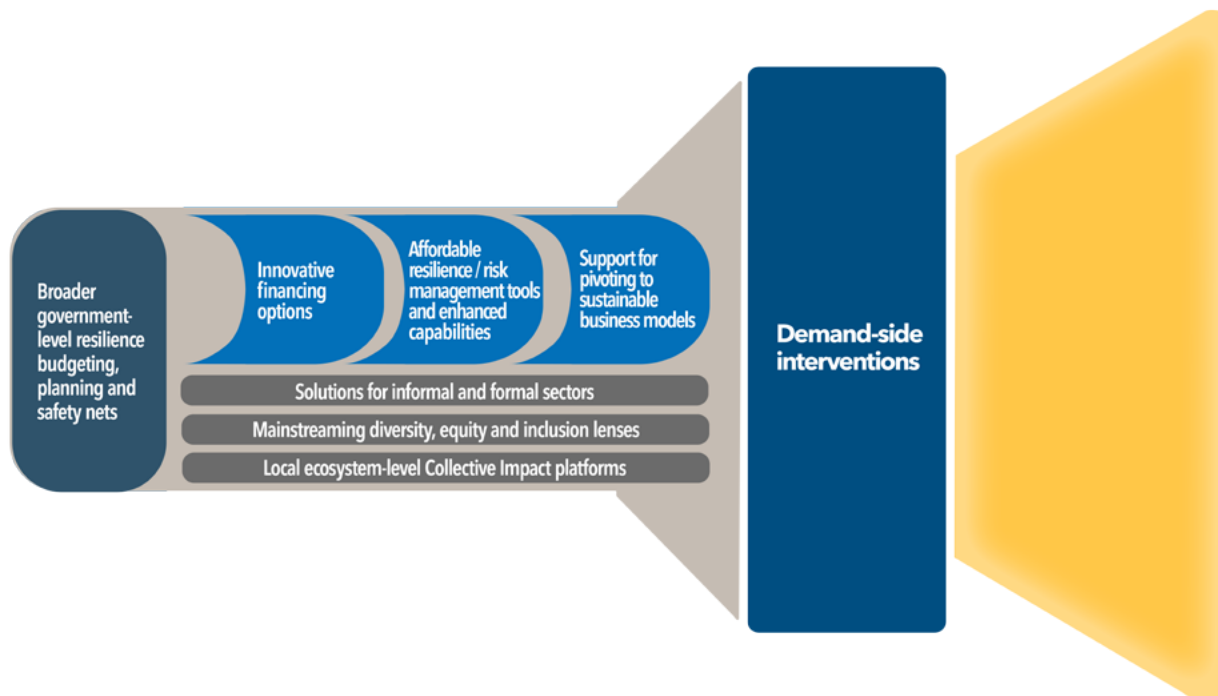 Broader
government-
level resilience
budgeting,
planning and
safety nets
Innovative
financing
options
Affordable
resilience / risk
management tools
and enhanced
capabilities
Support for
pivoting to
sustainable
business models
Solutions for informal and formal sectors
Mainstreaming diversity, equity and inclusion lenses
Local ecosystem-level Collective Impact platforms
Demand-side
interventions